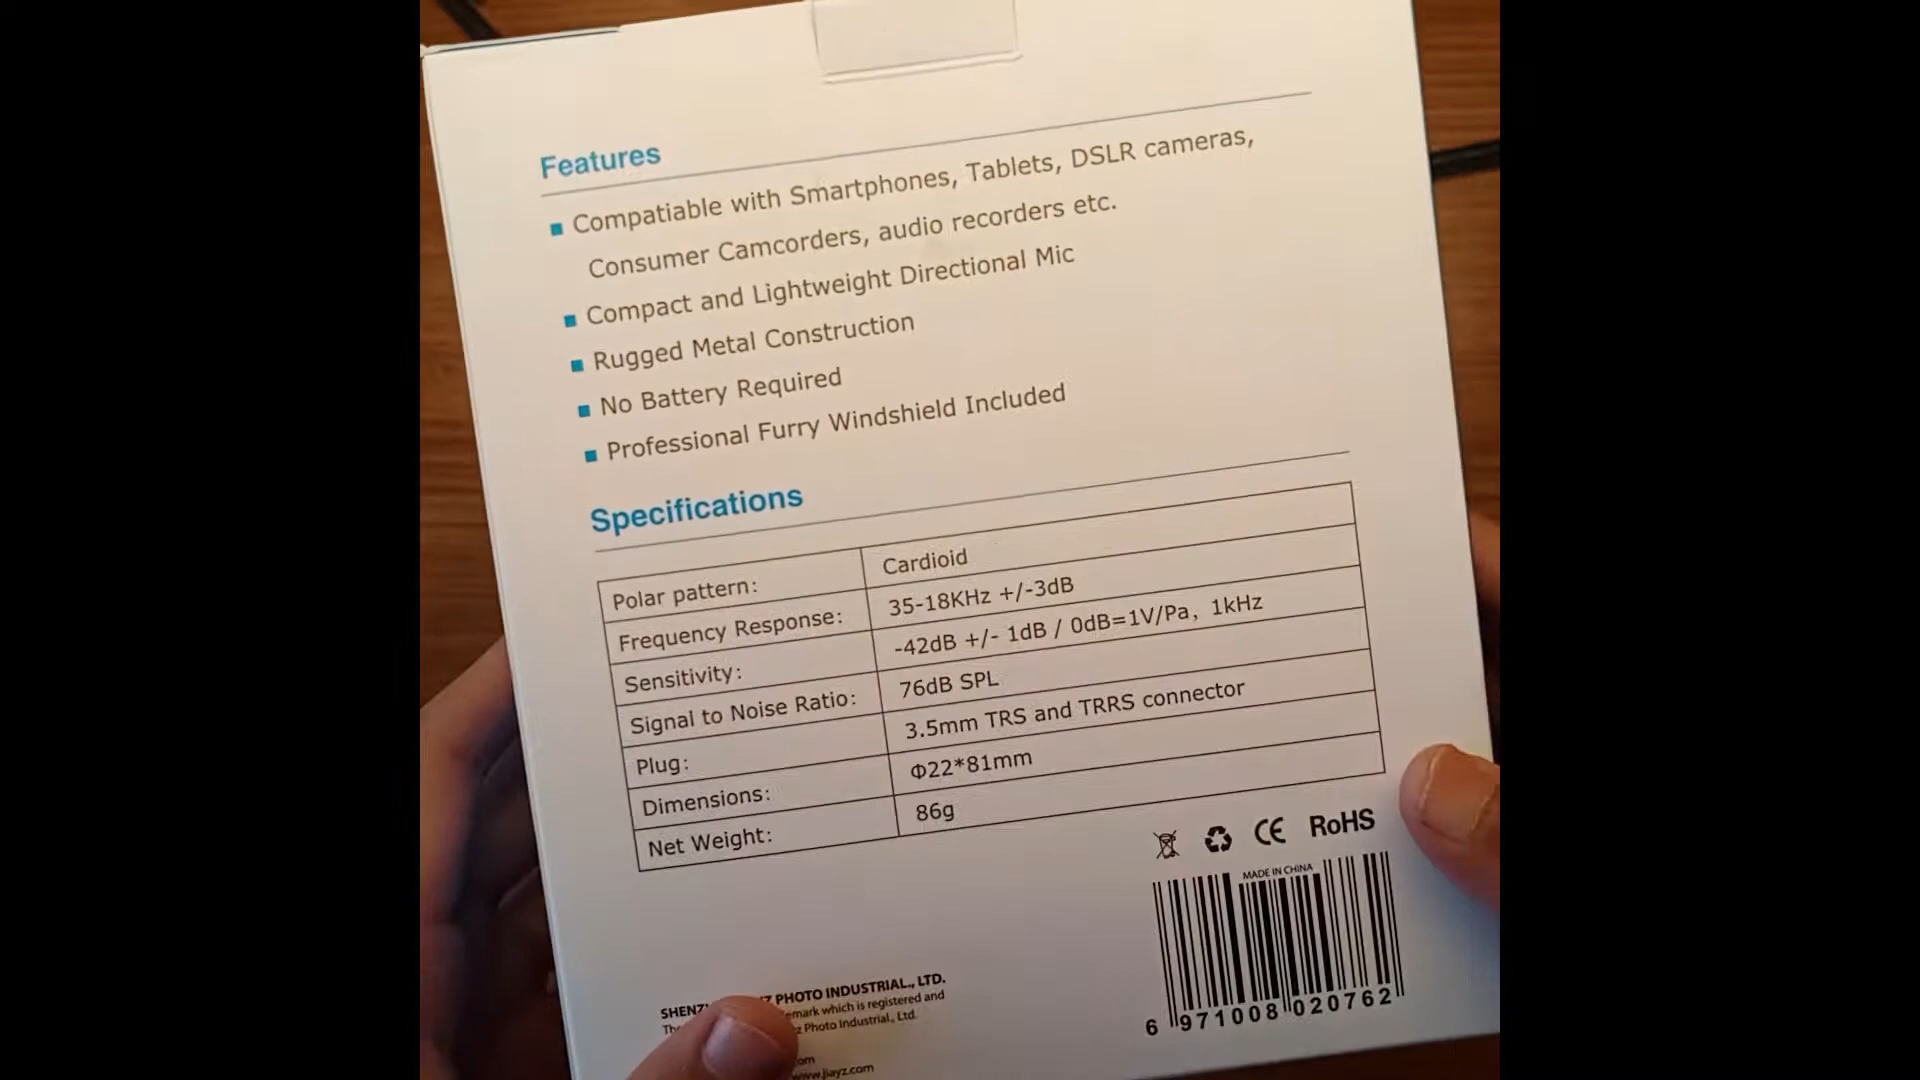 Features
■ Compatiable with Smartphones, Tablets, DSLR cameras,
Consumer Camcorders, audio recorders etc.
■ Compact and Lightweight Directional Mic
■ Rugged Metal Construction
■ No Battery Required
■ Professional Furry Windshield Included
Specifications
Polar pattern: Cardioid
Frequency Response: 35-18KHz +/-3dB
Sensitivity: -42dB +/- 1dB / 0dB=1V/Pa, 1kHz
Signal to Noise Ratio: 76dB SPL
Plug: 3.5mm TRS and TRRS connector
Dimensions: Φ22*81mm
Net Weight: 86g
CE RoHS
MADE IN CHINA
6 971008 020762
PHOTO INDUSTRIAL., LTD.
which is registered and
Photo Industrial., Ltd.
www.jiayz.com